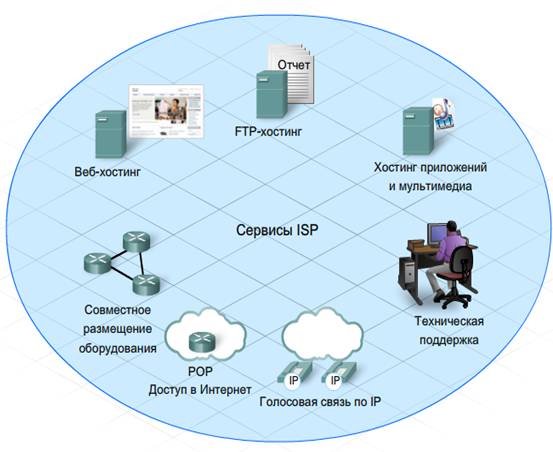 Отчет
FTP-хостинг
Веб-хостинг
Хостинг приложений
и мультимедиа
Сервисы ISP
Совместное
размещение
оборудования
Техническая
поддержка
POP
Доступ в Интернет
IP
IP
Голосовая связь по IP